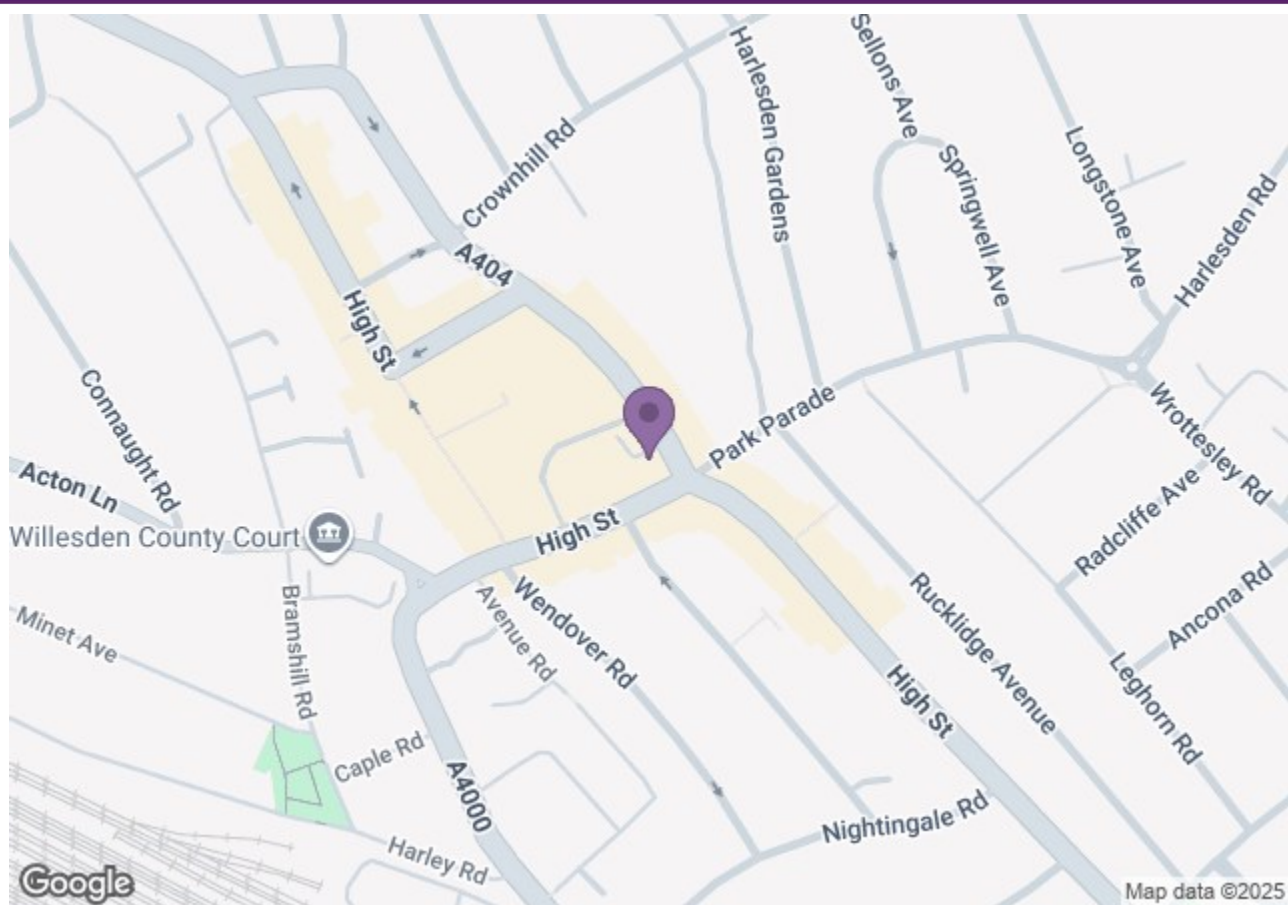 Sellons Ave
Harlesden Gardens
Longstone Ave
Crownhill Rd
Springwell Ave
Harlesden Rd
A404
High St
Connaught Rd
Park Parade
Wrottesley Rd
Acton Ln
Radcliffe Ave
Willesden County Court
High St
Ancona Rd
Rucklidge Avenue
Wendover Rd
Avenue Rd
Bramshill Rd
Minet Ave
Leghorn Rd
High St
Caple Rd
A4000
Nightingale Rd
Harley Rd
Google
Map data ©2025